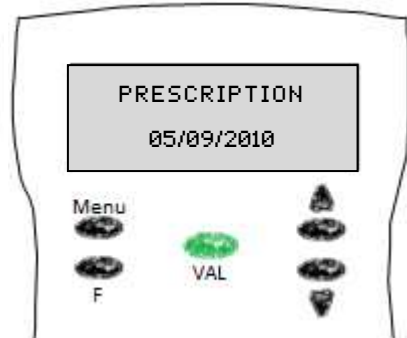 PRESCRIPTION
05/09/2010
Menu
VAL
F